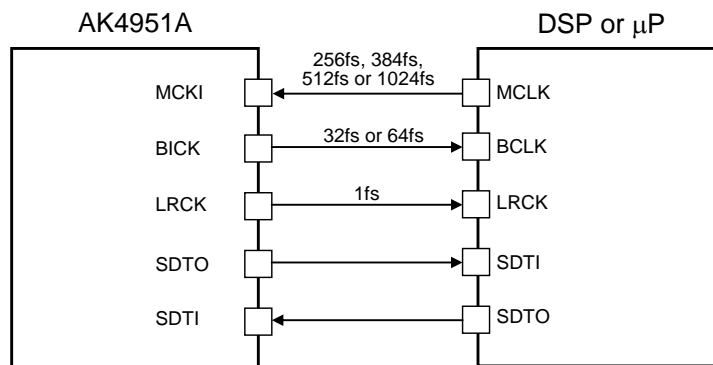 AK4951A
DSP or μP
256fs, 384fs,
512fs or 1024fs
MCKI
MCLK
32fs or 64fs
BICK
BCLK
1fs
LRCK
LRCK
SDTO
SDTI
SDTI
SDTO